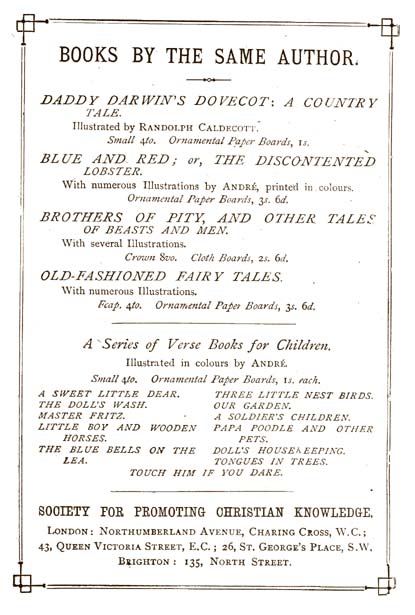 BOOKS BY THE SAME AUTHOR.
DADDY DARWIN'S DOVECOT: A COUNTRY
TALE.
Illustrated by RANDOLPH CALDECOTT.
Small 4to. Ornamental Paper Boards, 1s.
BLUE AND RED; or, THE DISCONTENTED
LOBSTER.
With numerous Illustrations by ANDRÉ, printed in colours.
Ornamental Paper Boards, 3s. 6d.
BROTHERS OF PITY, AND OTHER TALES
OF BEASTS AND MEN.
With several Illustrations.
Crown 8vo. Cloth Boards, 2s. 6d.
OLD-FASHIONED FAIRY TALES.
With numerous Illustrations.
Fcap. 4to. Ornamental Paper Boards, 3s. 6d.
A Series of Verse Books for Children.
Illustrated in colours by ANDRÉ.
Small 4to. Ornamental Paper Boards, 1s. each.
A SWEET LITTLE DEAR.
THE DOLL'S WASH.
MASTER FRITZ.
LITTLE BOY AND WOODEN
HORSES.
THE BLUE BELLS ON THE
LEA.
THREE LITTLE NEST BIRDS.
OUR GARDEN.
A SOLDIER'S CHILDREN.
PAPA POODLE AND OTHER
PETS.
DOLL'S HOUSEKEEPING.
TONGUES IN TREES.
TOUCH HIM IF YOU DARE.
SOCIETY FOR PROMOTING CHRISTIAN KNOWLEDGE.
LONDON: NORTHUMBERLAND AVENUE, CHARING CROSS, W.C.;
43, QUEEN VICTORIA STREET, E.C.; 26, ST. GEORGE'S PLACE, S.W.
BRIGHTON: 135, NORTH STREET.